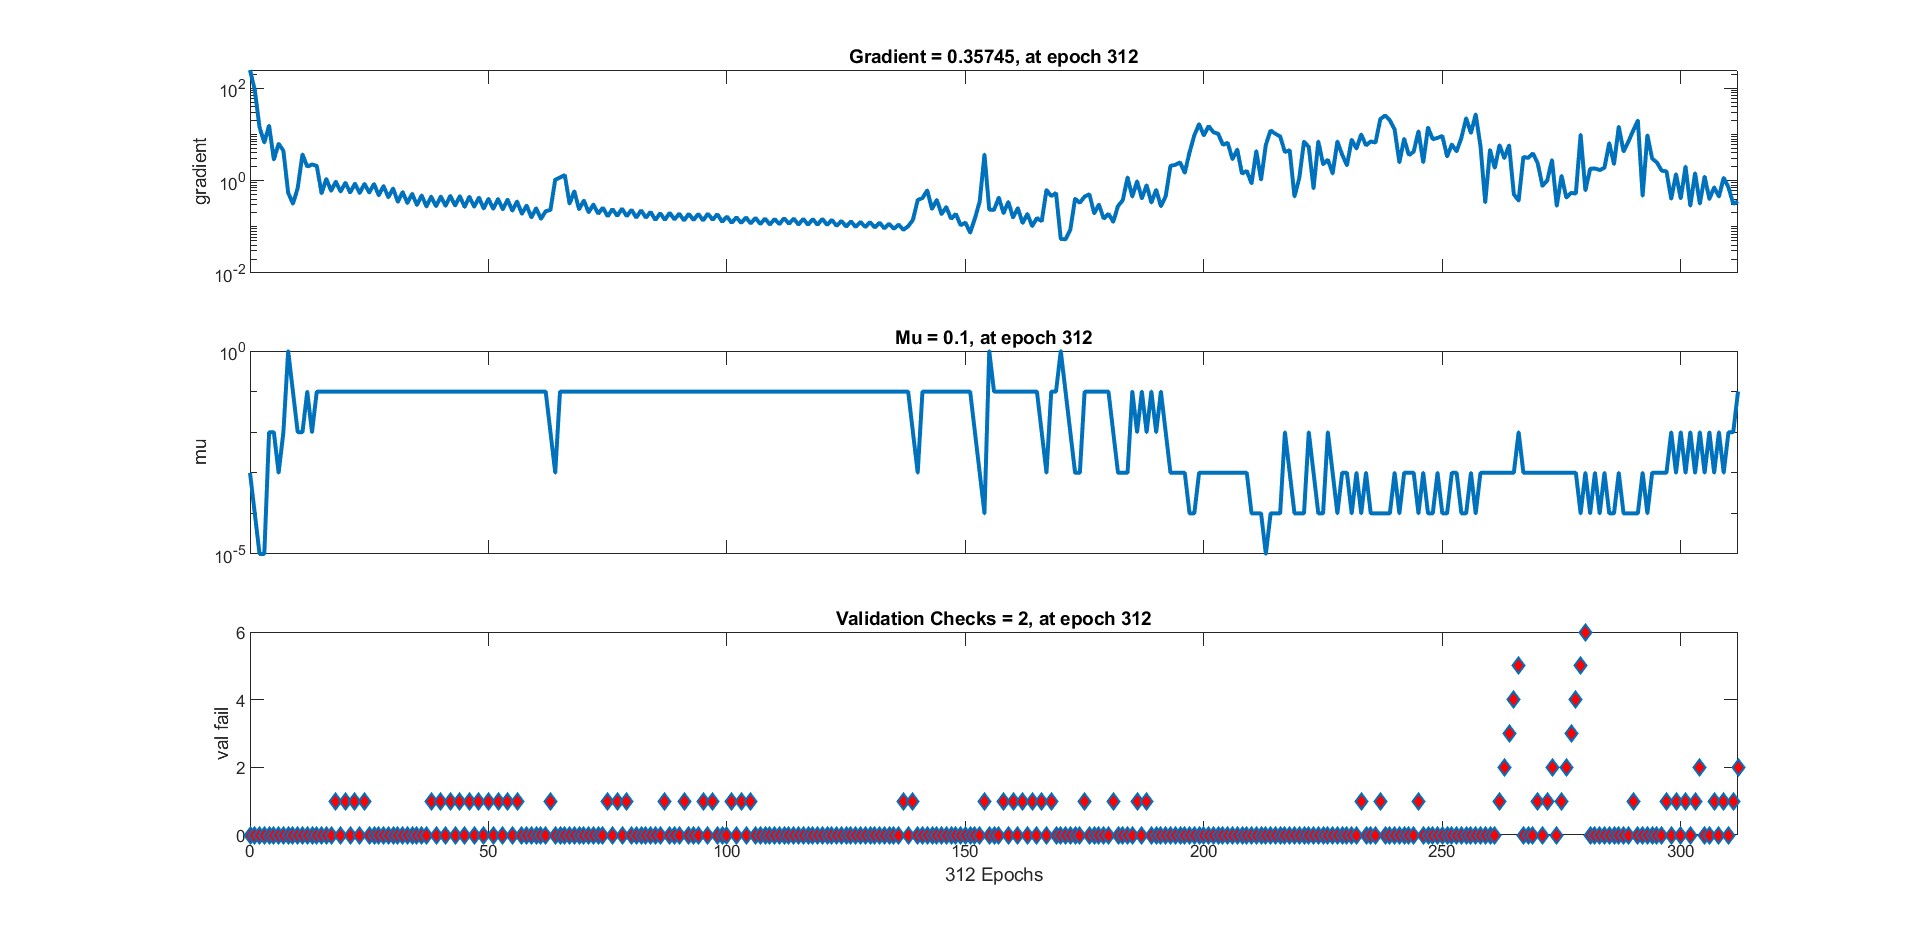 Gradient = 0.35745, at epoch 312
10^2
10^0
10^-2
gradient
Mu = 0.1, at epoch 312
10^0
10^-5
mu
Validation Checks = 2, at epoch 312
6
4
2
0
val fail
0 50 100 150 200 250 300
312 Epochs